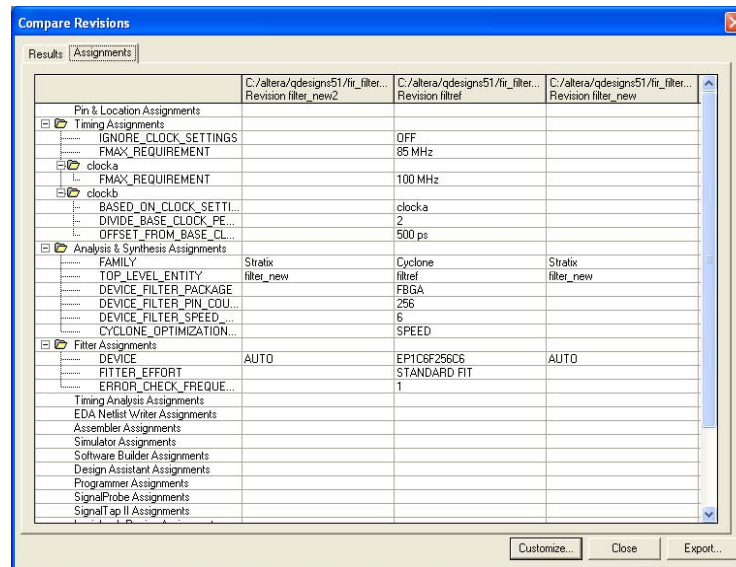 Compare Revisions
Results Assignments
C:/altera/qdesigns51/fir_filter... C:/altera/qdesigns51/fir_filter... C:/altera/qdesigns51/fir_filter...
Revision filter_new2 Revision filtref Revision filter_new
Pin & Location Assignments
Timing Assignments
IGNORE_CLOCK_SETTINGS OFF
FMAX_REQUIREMENT 85 MHz
clocka
FMAX_REQUIREMENT 100 MHz
clockb
BASED_ON_CLOCK_SETTI... clocka
DIVIDE_BASE_CLOCK_PE... 2
OFFSET_FROM_BASE_CL... 500 ps
Analysis & Synthesis Assignments
FAMILY Stratix Cyclone Stratix
TOP_LEVEL_ENTITY filter_new filtref filter_new
DEVICE_FILTER_PACKAGE FBGA
DEVICE_FILTER_PIN_COU... 256
DEVICE_FILTER_SPEED_... 6
CYCLONE_OPTIMIZATION... SPEED
Fitter Assignments
DEVICE AUTO EP1C6F256C6 AUTO
FITTER_EFFORT STANDARD FIT
ERROR_CHECK_FREQUE... 1
Timing Analysis Assignments
EDA Netlist Writer Assignments
Assembler Assignments
Simulator Assignments
Software Builder Assignments
Design Assistant Assignments
Programmer Assignments
SignalProbe Assignments
SignalTap II Assignments
Customize... Close Export...